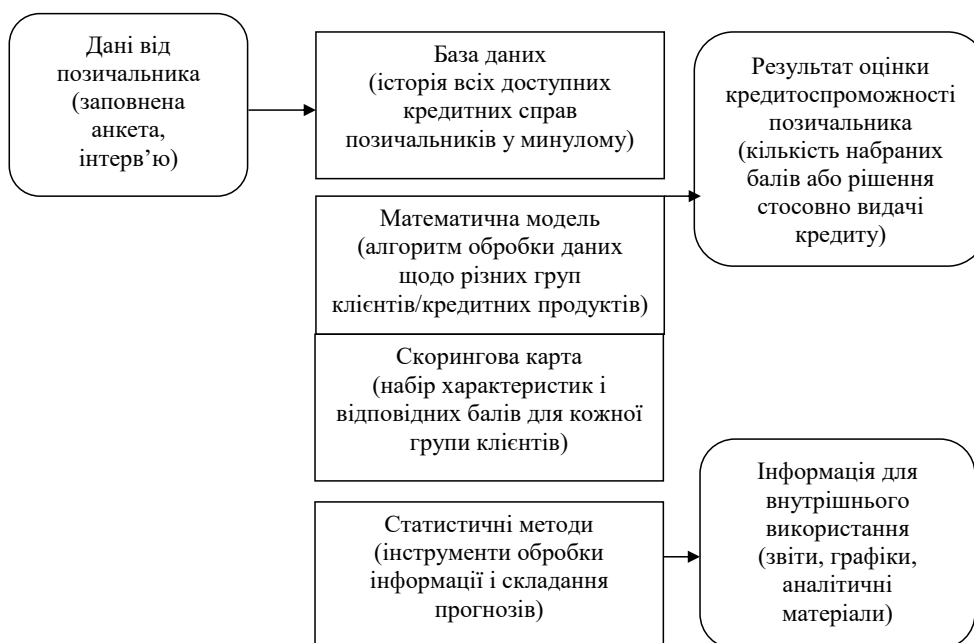 Дані від
позичальника
(заповнена
анкета,
інтерв’ю)
База даних
(історія всіх доступних
кредитних справ
позичальників у минулому)
Математична модель
(алгоритм обробки даних
щодо різних груп
клієнтів/кредитних продуктів)
Скорингова карта
(набір характеристик і
відповідних балів для кожної
групи клієнтів)
Статистичні методи
(інструменти обробки
інформації і складання
прогнозів)
Результат оцінки
кредитоспроможності
позичальника
(кількість набраних
балів або рішення
стосовно видачі
кредиту)
Інформація для
внутрішнього
використання
(звіти, графіки,
аналітичні
матеріали)